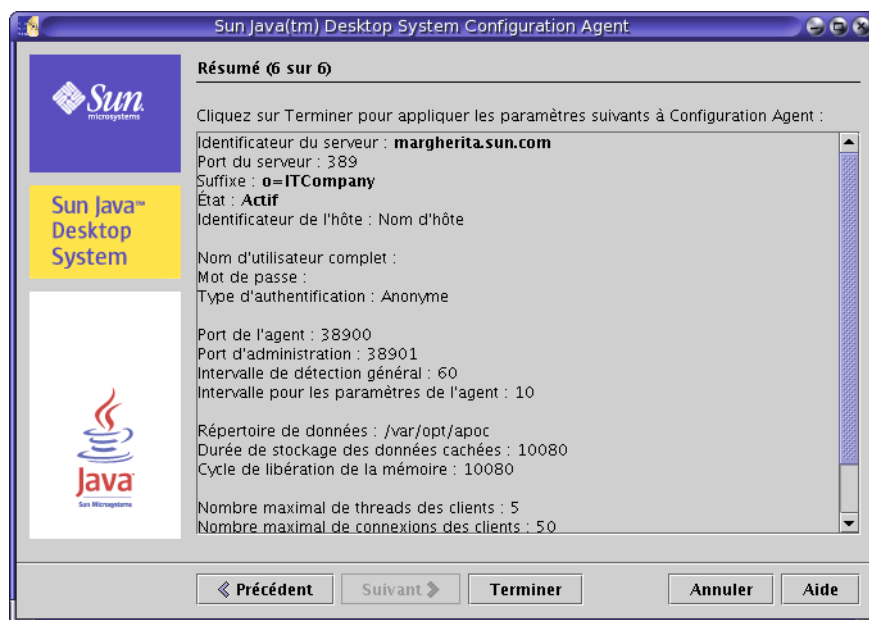 Sun Java(tm) Desktop System Configuration Agent
Sun
microsystems
Sun Java™
Desktop
System
Java
Sun Microsystems
Résumé (6 sur 6)
Cliquez sur Terminer pour appliquer les paramètres suivants à Configuration Agent :
Identificateur du serveur : margherita.sun.com
Port du serveur : 389
Suffixe : o=ITCompany
État : Actif
Identificateur de l'hôte : Nom d'hôte
Nom d'utilisateur complet :
Mot de passe :
Type d'authentification : Anonyme
Port de l'agent : 38900
Port d'administration : 38901
Intervalle de détection général : 60
Intervalle pour les paramètres de l'agent : 10
Répertoire de données : /var/opt/apoc
Durée de stockage des données cachées : 10080
Cycle de libération de la mémoire : 10080
Nombre maximal de threads des clients : 5
Nombre maximal de connexions des clients : 50
Précédent
Suivant
Terminer
Annuler
Aide